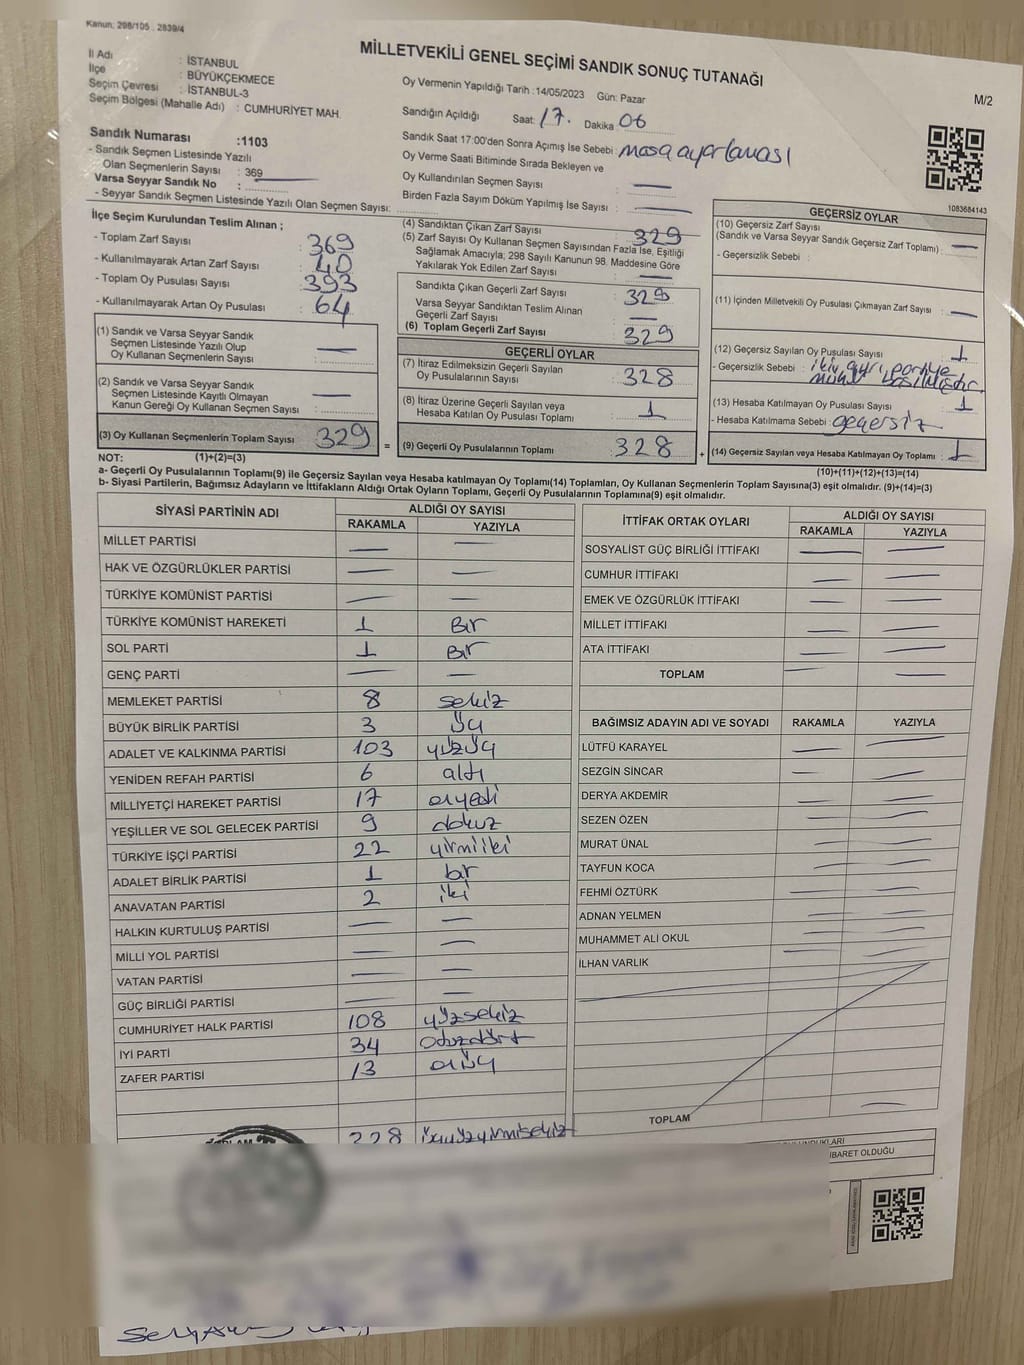 Kanun: 298/105 . 2839/4
MİLLETVEKİLİ GENEL SEÇİMİ SANDIK SONUÇ TUTANAĞI
M/2
İl Adı : İSTANBUL
İlçe : BÜYÜKÇEKMECE
Seçim Çevresi : İSTANBUL-3
Seçim Bölgesi (Mahalle Adı) : CUMHURİYET MAH.
Sandık Numarası :1103
- Sandık Seçmen Listesinde Yazılı
Olan Seçmenlerin Sayısı : 369
Varsa Seyyar Sandık No :
- Seyyar Sandık Seçmen Listesinde Yazılı Olan Seçmen Sayısı:
Oy Vermenin Yapıldığı Tarih :14/05/2023 Gün: Pazar
Sandığın Açıldığı Saat: 17. Dakika 06
Sandık Saat 17:00'den Sonra Açımış İse Sebebi : masa ayarlaması
Oy Verme Saati Bitiminde Sırada Bekleyen ve
Oy Kullandırılan Seçmen Sayısı : —
Birden Fazla Sayım Döküm Yapılmış İse Sayısı : —
1083684143
İlçe Seçim Kurulundan Teslim Alınan ;
- Toplam Zarf Sayısı : 369
- Kullanılmayarak Artan Zarf Sayısı : 40
- Toplam Oy Pusulası Sayısı : 393
- Kullanılmayarak Artan Oy Pusulası : 64
(1) Sandık ve Varsa Seyyar Sandık
Seçmen Listesinde Yazılı Olup
Oy Kullanan Seçmenlerin Sayısı : —
(2) Sandık ve Varsa Seyyar Sandık
Seçmen Listesinde Kayıtlı Olmayan
Kanun Gereği Oy Kullanan Seçmen Sayısı : —
(3) Oy Kullanan Seçmenlerin Toplam Sayısı 329 =
(4) Sandıktan Çıkan Zarf Sayısı : 329
(5) Zarf Sayısı Oy Kullanan Seçmen Sayısından Fazla İse, Eşitliği
Sağlamak Amacıyla; 298 Sayılı Kanunun 98. Maddesine Göre
Yakılarak Yok Edilen Zarf Sayısı : —
Sandıkta Çıkan Geçerli Zarf Sayısı : 329
Varsa Seyyar Sandıktan Teslim Alınan
Geçerli Zarf Sayısı : —
(6) Toplam Geçerli Zarf Sayısı : 329
GEÇERLİ OYLAR
(7) İtiraz Edilmeksizin Geçerli Sayılan
Oy Pusulalarının Sayısı : 328
(8) İtiraz Üzerine Geçerli Sayılan veya
Hesaba Katılan Oy Pusulası Toplamı : 1
(9) Geçerli Oy Pusulalarının Toplamı : 328 +
GEÇERSİZ OYLAR
(10) Geçersiz Zarf Sayısı
(Sandık ve Varsa Seyyar Sandık Geçersiz Zarf Toplamı) : —
- Geçersizlik Sebebi :
(11) İçinden Milletvekili Oy Pusulası Çıkmayan Zarf Sayısı : —
(12) Geçersiz Sayılan Oy Pusulası Sayısı : 1
- Geçersizlik Sebebi : iki ayrı partiye
mühür basılmıştır.
(13) Hesaba Katılmayan Oy Pusulası Sayısı : 1
- Hesaba Katılmama Sebebi : geçersiz
(14) Geçersiz Sayılan veya Hesaba Katılmayan Oy Toplamı : 1
NOT: (1)+(2)=(3)
(10)+(11)+(12)+(13)=(14)
a- Geçerli Oy Pusulalarının Toplamı(9) ile Geçersiz Sayılan veya Hesaba katılmayan Oy Toplamı(14) Toplamları, Oy Kullanan Seçmenlerin Toplam Sayısına(3) eşit olmalıdır. (9)+(14)=(3)
b- Siyasi Partilerin, Bağımsız Adayların ve İttifakların Aldığı Ortak Oyların Toplamı, Geçerli Oy Pusulalarının Toplamına(9) eşit olmalıdır.
SİYASİ PARTİNİN ADI ALDIĞI OY SAYISI
RAKAMLA YAZIYLA
MİLLET PARTİSİ — —
HAK VE ÖZGÜRLÜKLER PARTİSİ — —
TÜRKİYE KOMÜNİST PARTİSİ — —
TÜRKİYE KOMÜNİST HAREKETİ 1 Bir
SOL PARTİ 1 Bir
GENÇ PARTİ — —
MEMLEKET PARTİSİ 8 sekiz
BÜYÜK BİRLİK PARTİSİ 3 üç
ADALET VE KALKINMA PARTİSİ 103 yüzüç
YENİDEN REFAH PARTİSİ 6 altı
MİLLİYETÇİ HAREKET PARTİSİ 17 onyedi
YEŞİLLER VE SOL GELECEK PARTİSİ 9 dokuz
TÜRKİYE İŞÇİ PARTİSİ 22 yirmiiki
ADALET BİRLİK PARTİSİ 1 bir
ANAVATAN PARTİSİ 2 iki
HALKIN KURTULUŞ PARTİSİ — —
MİLLİ YOL PARTİSİ — —
VATAN PARTİSİ — —
GÜÇ BİRLİĞİ PARTİSİ — —
CUMHURİYET HALK PARTİSİ 108 yüzsekiz
İYİ PARTİ 34 otuzdört
ZAFER PARTİSİ 13 onüç
İTTİFAK ORTAK OYLARI ALDIĞI OY SAYISI
RAKAMLA YAZIYLA
SOSYALİST GÜÇ BİRLİĞİ İTTİFAKI — —
CUMHUR İTTİFAKI — —
EMEK VE ÖZGÜRLÜK İTTİFAKI — —
MİLLET İTTİFAKI — —
ATA İTTİFAKI — —
TOPLAM — —
BAĞIMSIZ ADAYIN ADI VE SOYADI RAKAMLA YAZIYLA
LÜTFÜ KARAYEL — —
SEZGİN SİNCAR — —
DERYA AKDEMİR — —
SEZEN ÖZEN — —
MURAT ÜNAL — —
TAYFUN KOCA — —
FEHMİ ÖZTÜRK — —
ADNAN YELMEN — —
MUHAMMET ALİ OKUL — —
İLHAN VARLIK — —
TOPLAM —
228 ikiyüzyirmisekiz
İBARET OLDUĞU